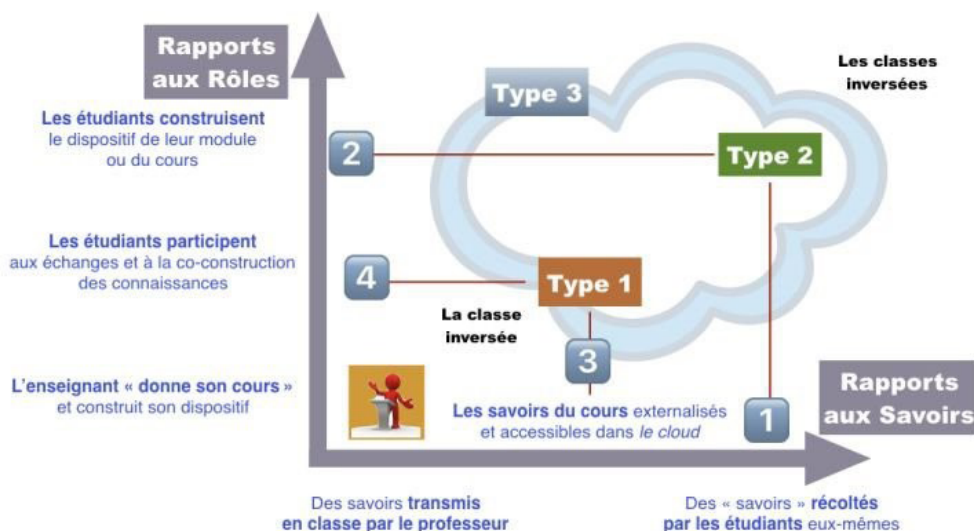 Rapports
aux Rôles
Les étudiants construisent
le dispositif de leur module
ou du cours
2
Type 3
Les classes
inversées
Type 2
Les étudiants participent
aux échanges et à la co-construction
des connaissances
4
Type 1
La classe
inversée
3
L'enseignant « donne son cours »
et construit son dispositif
Les savoirs du cours externalisés
et accessibles dans le cloud
1
Rapports
aux Savoirs
Des savoirs transmis
en classe par le professeur
Des « savoirs » récoltés
par les étudiants eux-mêmes